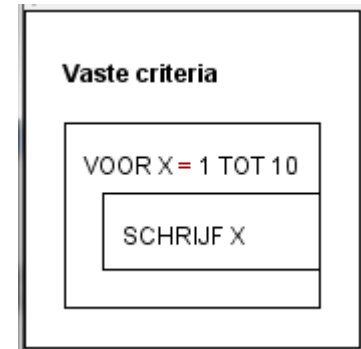 Vaste criteria
VOOR X = 1 TOT 10
SCHRIJF X